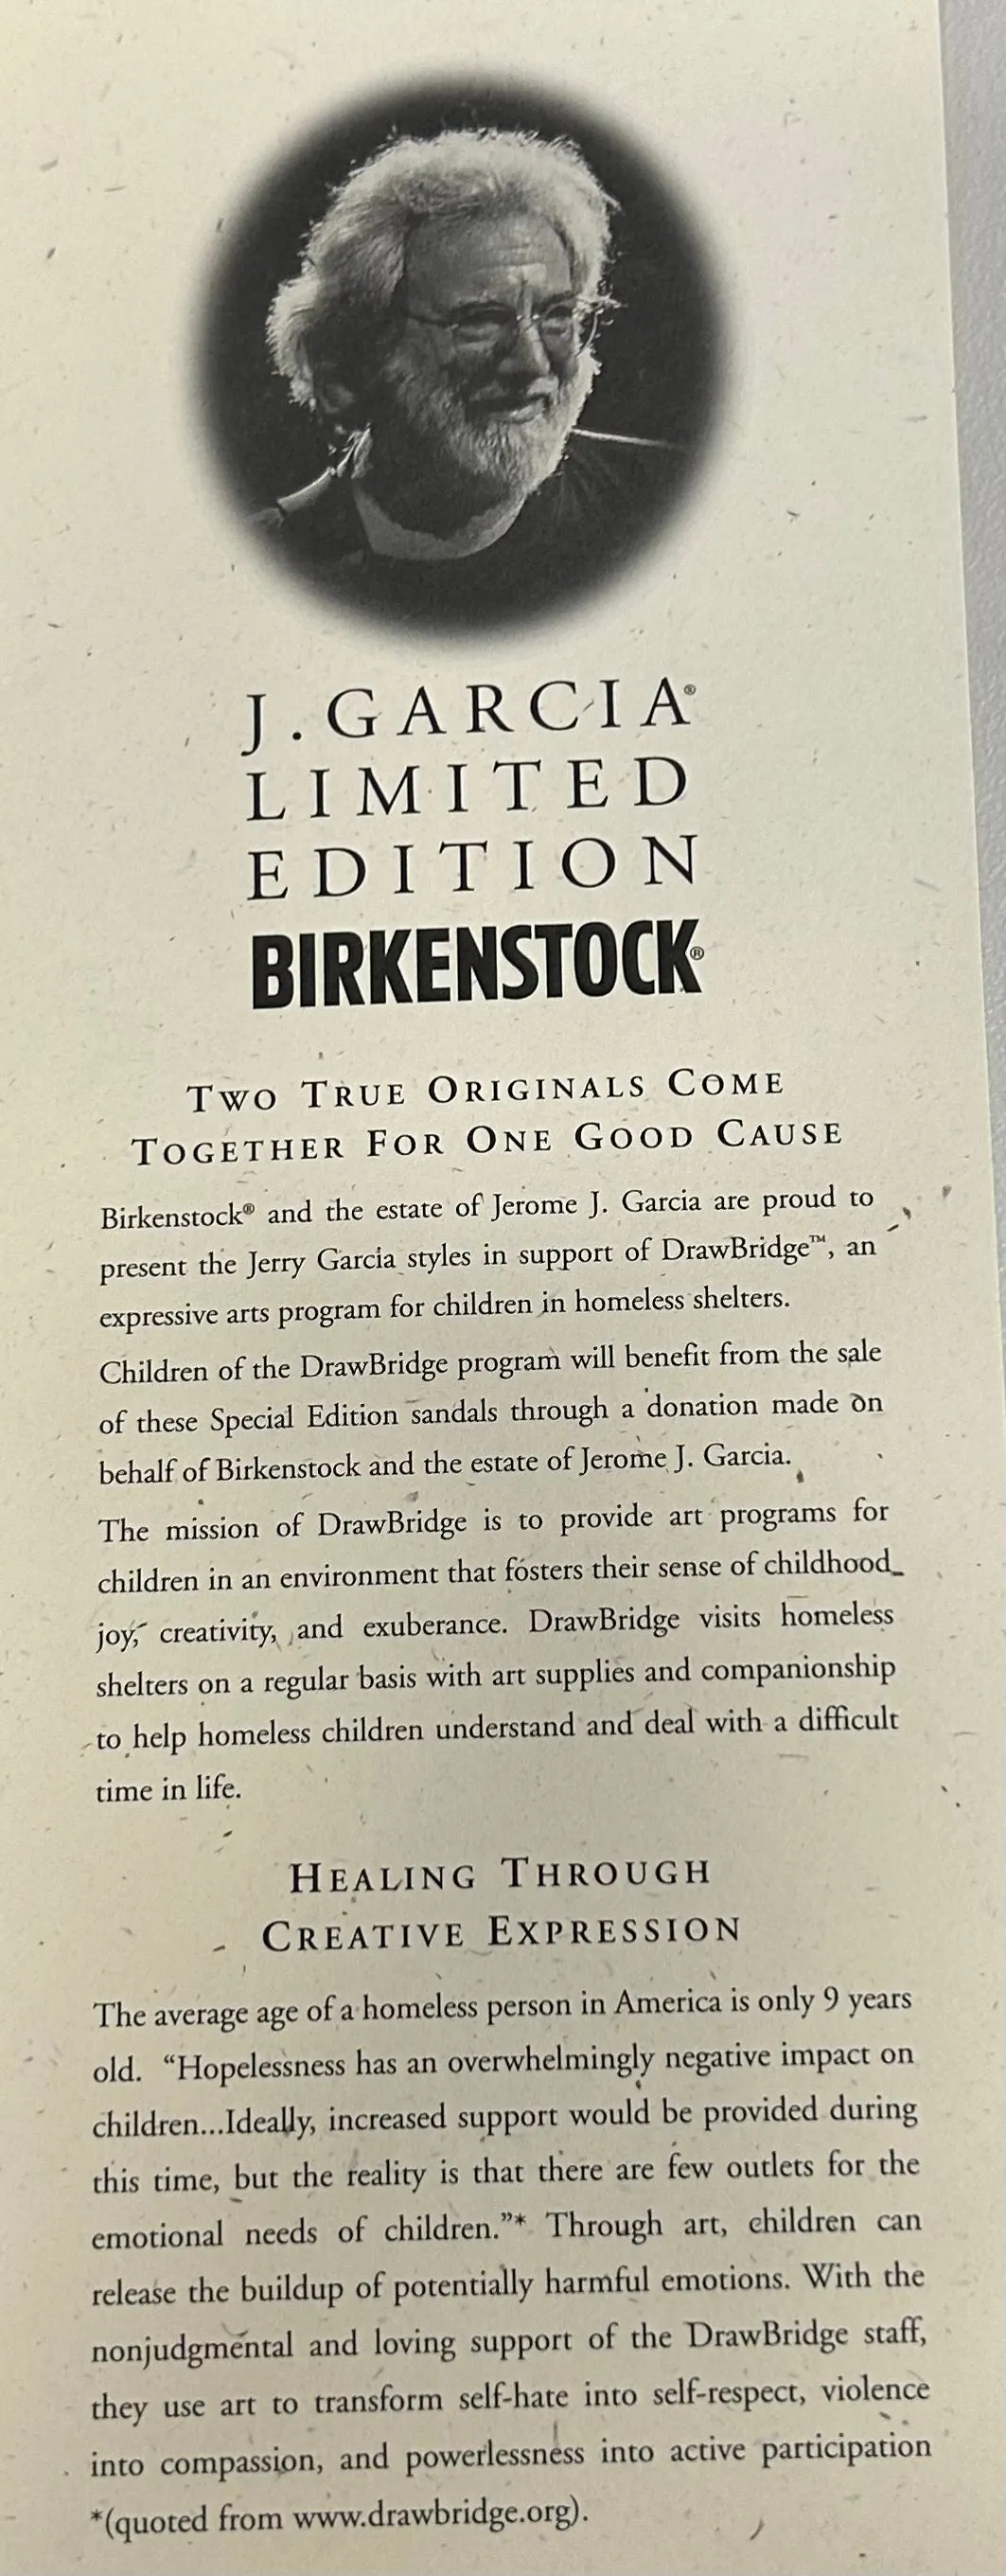 J. GARCIA®
LIMITED
EDITION
BIRKENSTOCK®
TWO TRUE ORIGINALS COME
TOGETHER FOR ONE GOOD CAUSE
Birkenstock® and the estate of Jerome J. Garcia are proud to
present the Jerry Garcia styles in support of DrawBridge™, an
expressive arts program for children in homeless shelters.
Children of the DrawBridge program will benefit from the sale
of these Special Edition sandals through a donation made on
behalf of Birkenstock and the estate of Jerome J. Garcia.
The mission of DrawBridge is to provide art programs for
children in an environment that fosters their sense of childhood
joy, creativity, and exuberance. DrawBridge visits homeless
shelters on a regular basis with art supplies and companionship
to help homeless children understand and deal with a difficult
time in life.
HEALING THROUGH
CREATIVE EXPRESSION
The average age of a homeless person in America is only 9 years
old. “Hopelessness has an overwhelmingly negative impact on
children...Ideally, increased support would be provided during
this time, but the reality is that there are few outlets for the
emotional needs of children.”* Through art, children can
release the buildup of potentially harmful emotions. With the
nonjudgmental and loving support of the DrawBridge staff,
they use art to transform self-hate into self-respect, violence
into compassion, and powerlessness into active participation
*(quoted from www.drawbridge.org).